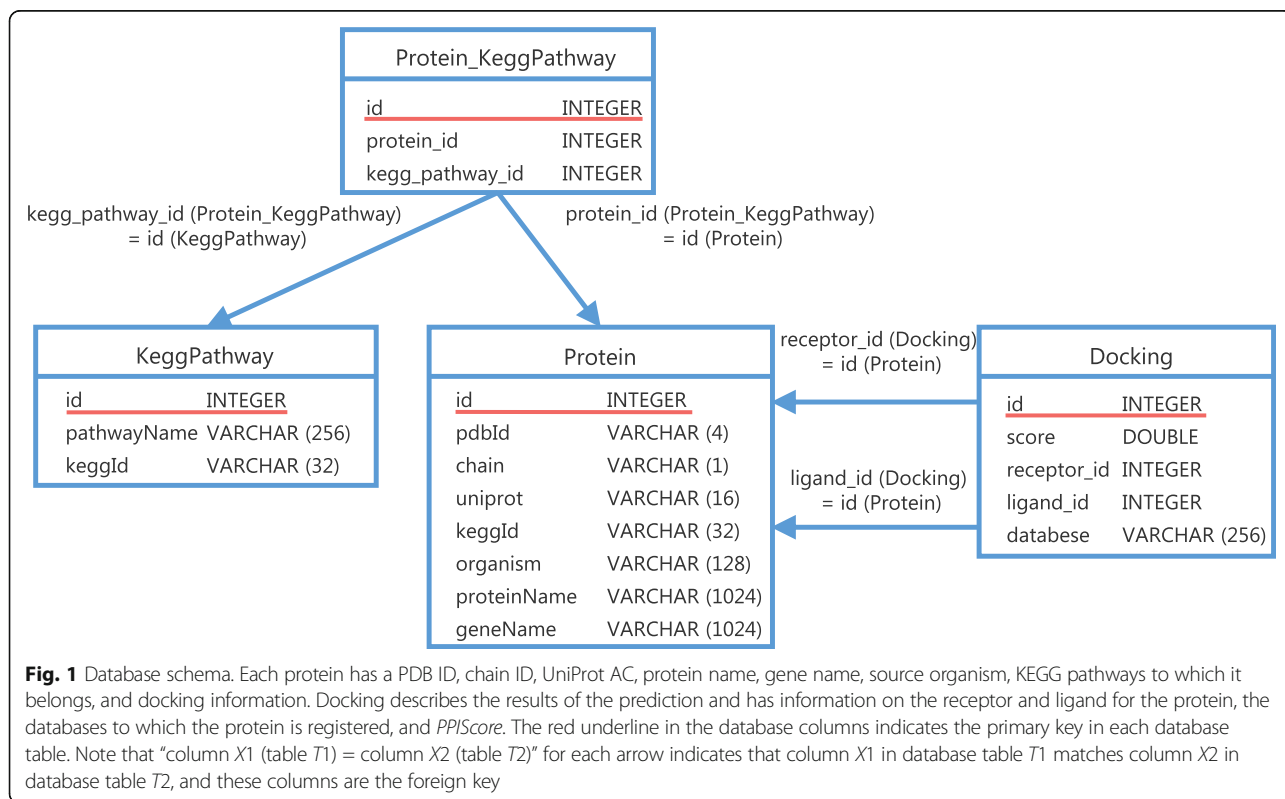 Protein_KeggPathway
id INTEGER
protein_id INTEGER
kegg_pathway_id INTEGER
kegg_pathway_id (Protein_KeggPathway)
= id (KeggPathway)
protein_id (Protein_KeggPathway)
= id (Protein)
KeggPathway
id INTEGER
pathwayName VARCHAR (256)
keggId VARCHAR (32)
Protein
id INTEGER
pdbId VARCHAR (4)
chain VARCHAR (1)
uniprot VARCHAR (16)
keggId VARCHAR (32)
organism VARCHAR (128)
proteinName VARCHAR (1024)
geneName VARCHAR (1024)
receptor_id (Docking)
= id (Protein)
ligand_id (Docking)
= id (Protein)
Docking
id INTEGER
score DOUBLE
receptor_id INTEGER
ligand_id INTEGER
databese VARCHAR (256)
Fig. 1 Database schema. Each protein has a PDB ID, chain ID, UniProt AC, protein name, gene name, source organism, KEGG pathways to which it
belongs, and docking information. Docking describes the results of the prediction and has information on the receptor and ligand for the protein, the
databases to which the protein is registered, and PPIScore. The red underline in the database columns indicates the primary key in each database
table. Note that “column X1 (table T1) = column X2 (table T2)” for each arrow indicates that column X1 in database table T1 matches column X2 in
database table T2, and these columns are the foreign key